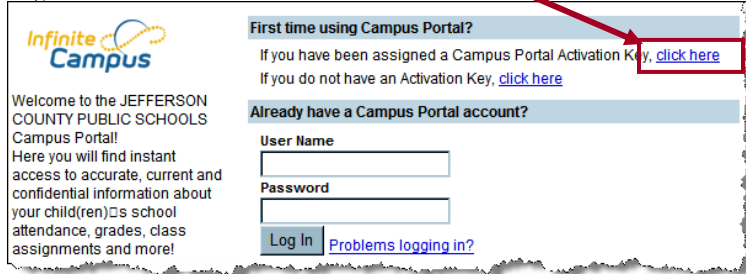 Infinite
Campus
Welcome to the JEFFERSON
COUNTY PUBLIC SCHOOLS
Campus Portal!
Here you will find instant
access to accurate, current and
confidential information about
your child(ren)□s school
attendance, grades, class
assignments and more!
First time using Campus Portal?
If you have been assigned a Campus Portal Activation Key, click here
If you do not have an Activation Key, click here
Already have a Campus Portal account?
User Name
Password
Log In Problems logging in?